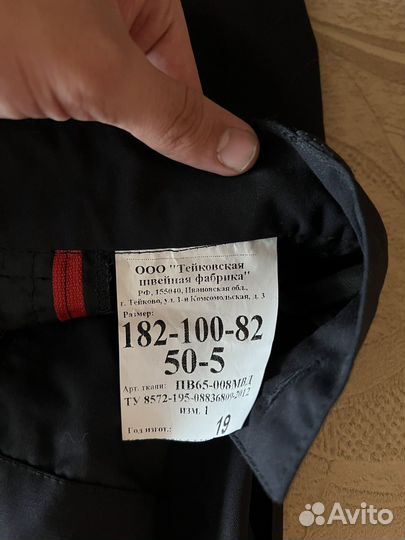 ООО "Тейковская
швейная фабрика"
РФ, 155040, Ивановская обл.,
г. Тейково, ул. 1-я Комсомольская, д. 3
Размер:
182-100-82
50-5
Арт. ткани: ПВ65-008МВД
ТУ 8572-195-08836809-2012
изм. 1
Год изгот.: 19
Avito